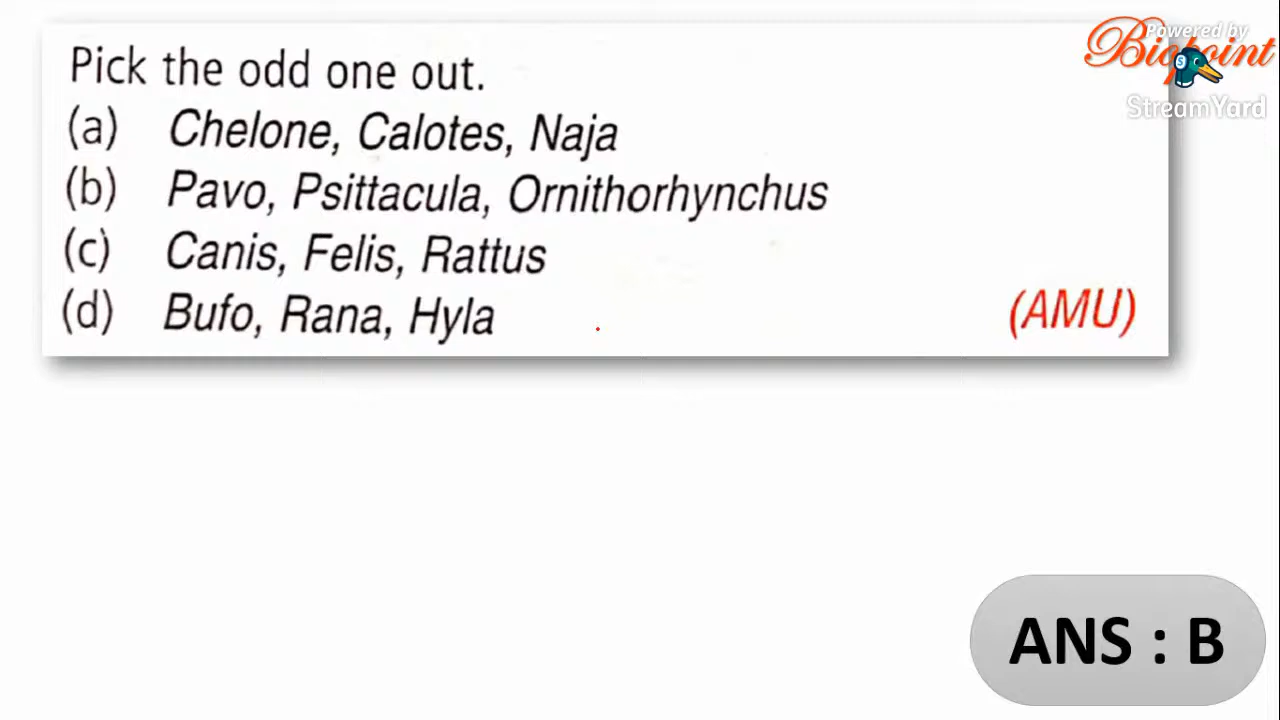 Pick the odd one out.
(a) Chelone, Calotes, Naja
(b) Pavo, Psittacula, Ornithorhynchus
(c) Canis, Felis, Rattus
(d) Bufo, Rana, Hyla
(AMU)
Powered by
Biopoint
StreamYard
ANS : B